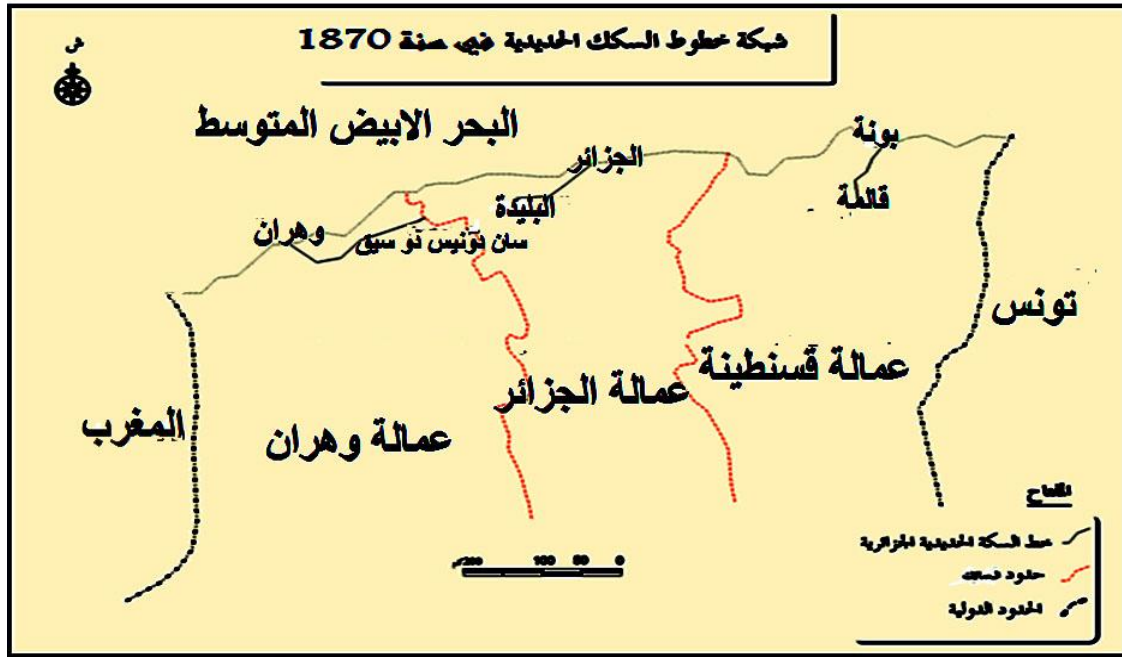 شبكة خطوط السكك الحديدية في سنة 1870
ش
البحر الابيض المتوسط
بونة
الجزائر
قالمة
البليدة
وهران
سان دونيس دو سيق
تونس
عمالة قسنطينة
عمالة الجزائر
المغرب
عمالة وهران
المفتاح
خط السكة الحديدية الجزائرية
حدود
الحدود الدولية
200كم 100 50 0